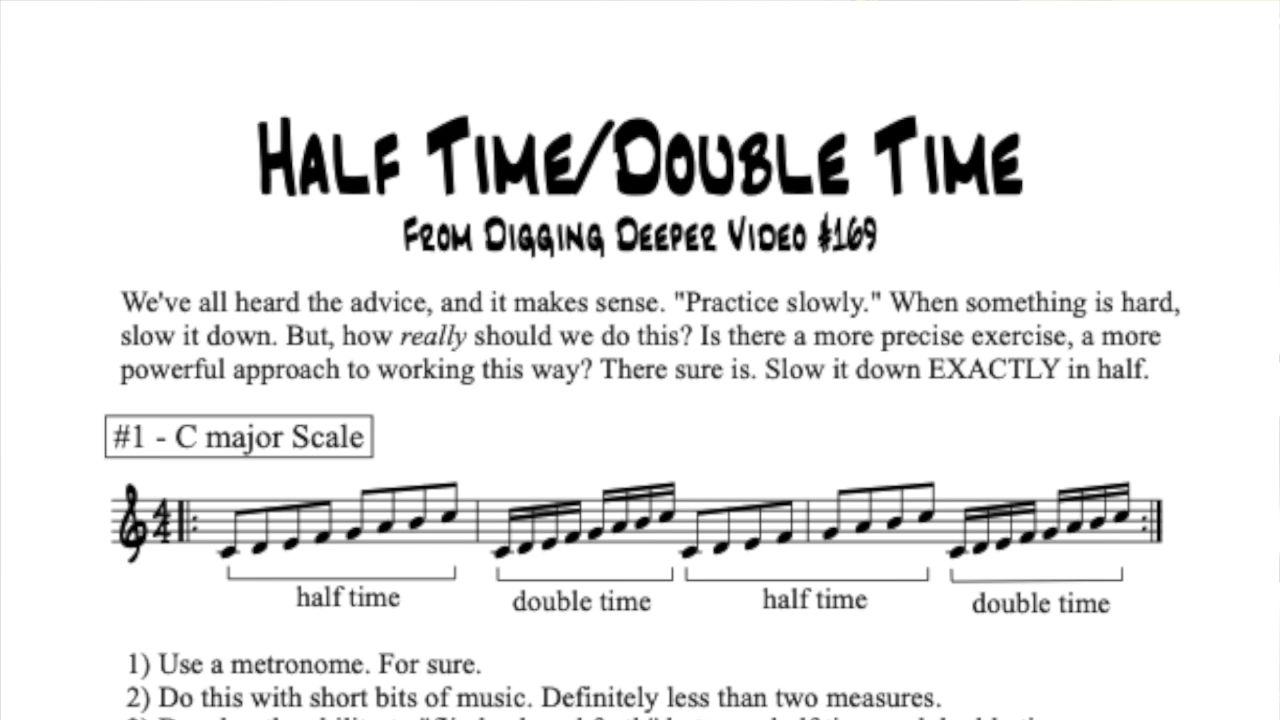 HALF TIME/DOUBLE TIME
FROM DIGGING DEEPER VIDEO #169
We've all heard the advice, and it makes sense. "Practice slowly." When something is hard,
slow it down. But, how really should we do this? Is there a more precise exercise, a more
powerful approach to working this way? There sure is. Slow it down EXACTLY in half.
#1 - C major Scale
4
4
half time
double time
half time
double time
1) Use a metronome. For sure.
2) Do this with short bits of music. Definitely less than two measures.